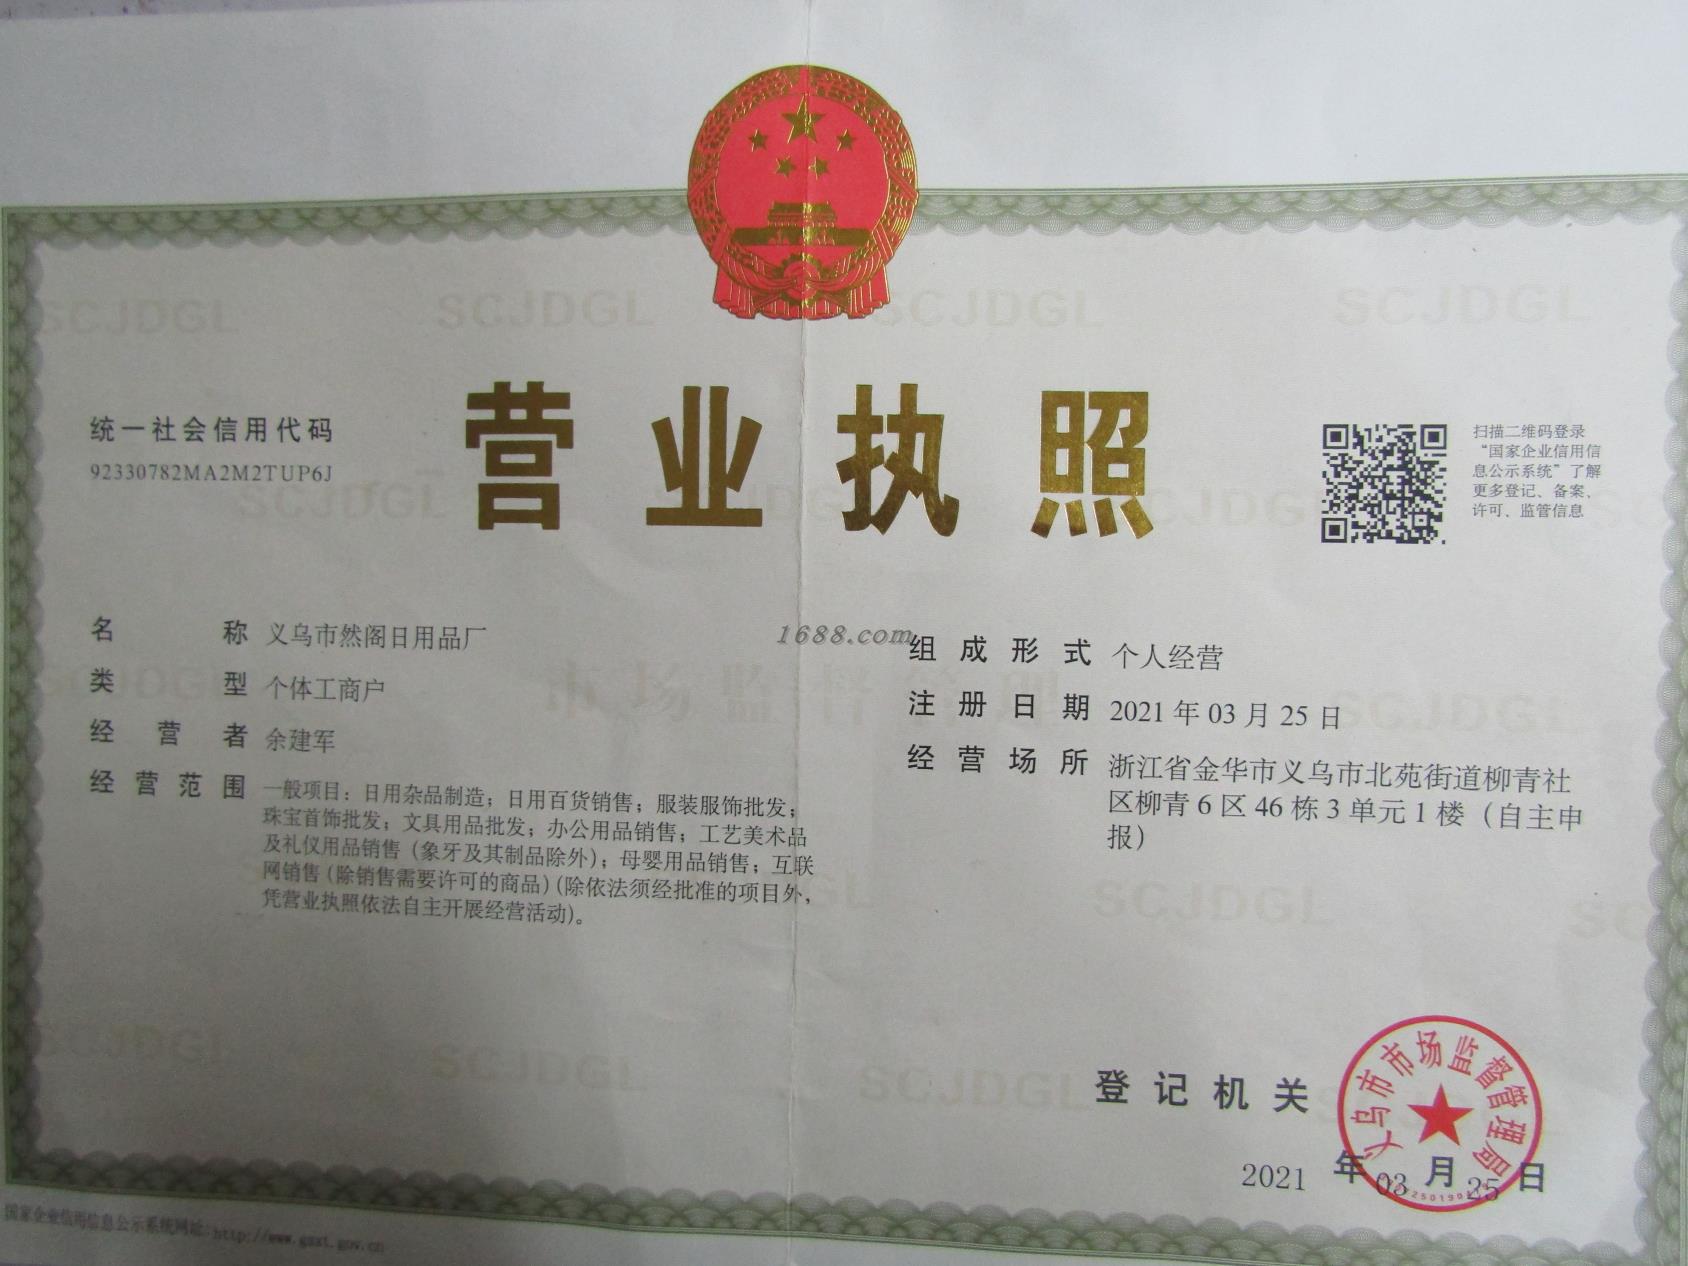 营业执照
统一社会信用代码
92330782MA2M2TUP6J
扫描二维码登录
“国家企业信用信
息公示系统”了解
更多登记、备案、
许可、监管信息
名称 义乌市然阁日用品厂
类型 个体工商户
经营者 余建军
经营范围 一般项目：日用杂品制造；日用百货销售；服装服饰批发；
珠宝首饰批发；文具用品批发；办公用品销售；工艺美术品
及礼仪用品销售（象牙及其制品除外）；母婴用品销售；互联
网销售（除销售需要许可的商品）(除依法须经批准的项目外，
凭营业执照依法自主开展经营活动)。
1688.com
组成形式 个人经营
注册日期 2021 年 03 月 25 日
经营场所 浙江省金华市义乌市北苑街道柳青社
区柳青 6 区 46 栋 3 单元 1 楼（自主申
报）
市场监督管理
SCJDGL
登记机关
义乌市市场监督管理局
2021 年 03 月 25 日
国家企业信用信息公示系统网址:http://www.gsxt.gov.cn